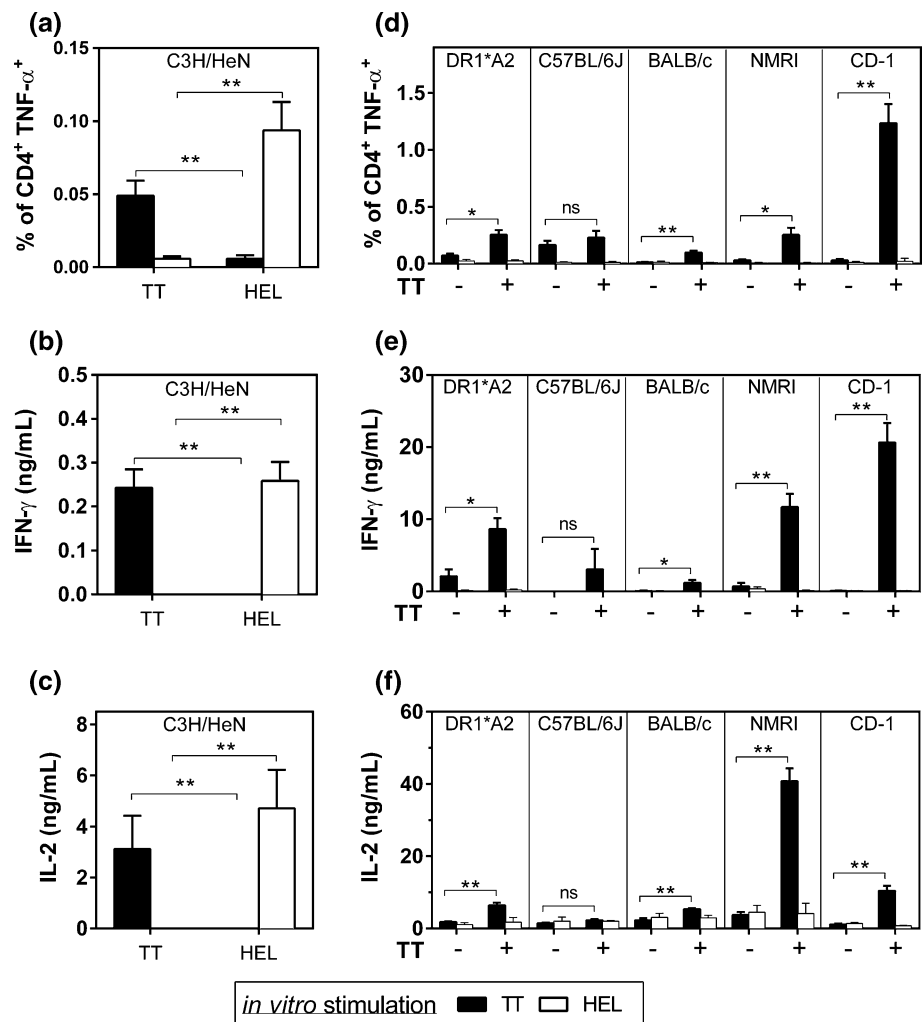 (a)
C3H/HeN
% of CD4+ TNF-α+
0.15
0.10
0.05
0.00
**
**
TT
HEL
(b)
C3H/HeN
IFN-γ (ng/mL)
0.5
0.4
0.3
0.2
0.1
0.0
**
**
TT
HEL
(c)
C3H/HeN
IL-2 (ng/mL)
8
6
4
2
0
**
**
TT
HEL
(d)
DR1*A2 C57BL/6J BALB/c NMRI CD-1
% of CD4+ TNF-α+
1.5
1.0
0.5
0.0
* ns ** * **
TT - + - + - + - + - +
(e)
DR1*A2 C57BL/6J BALB/c NMRI CD-1
IFN-γ (ng/mL)
30
20
10
0
* ns * ** **
TT - + - + - + - + - +
(f)
DR1*A2 C57BL/6J BALB/c NMRI CD-1
IL-2 (ng/mL)
60
40
20
0
** ns ** ** **
TT - + - + - + - + - +
in vitro stimulation TT HEL